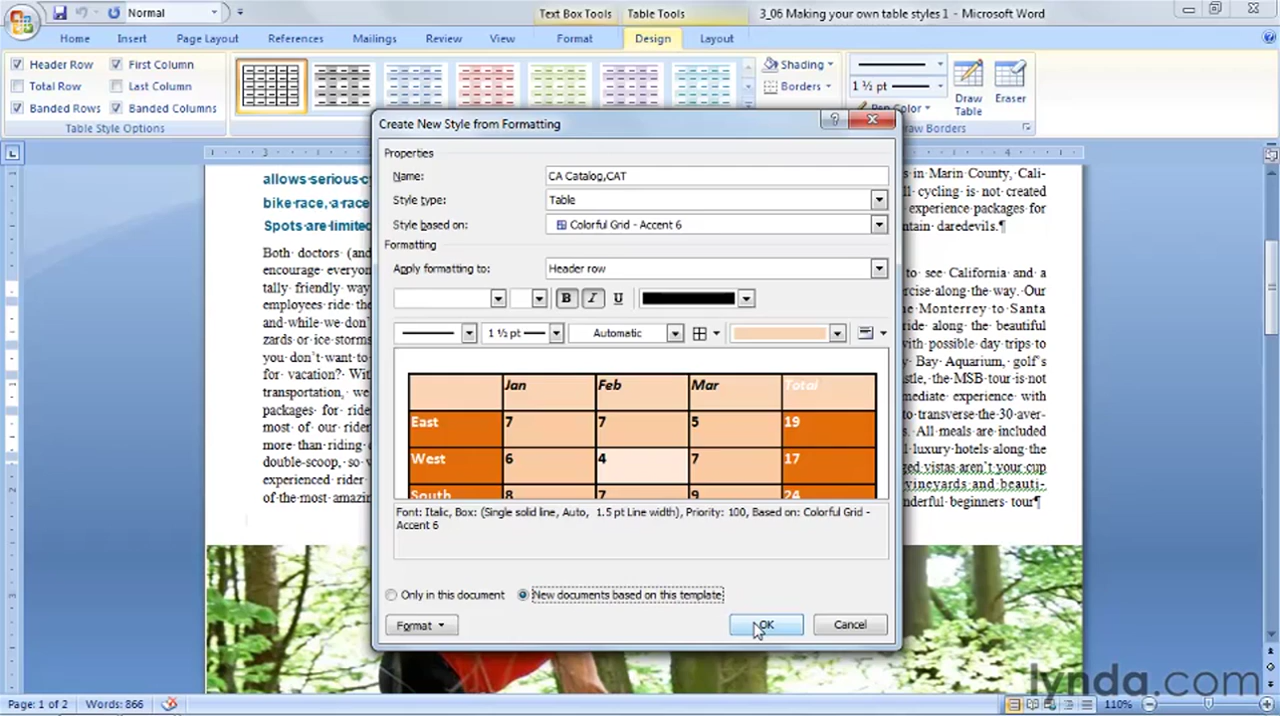 Normal
Text Box Tools
Table Tools
3_06 Making your own table styles 1 - Microsoft Word
Home
Insert
Page Layout
References
Mailings
Review
View
Format
Design
Layout
Header Row
First Column
Total Row
Last Column
Banded Rows
Banded Columns
Table Style Options
Shading
Borders
1 ½ pt
Pen Color
Draw
Table
Eraser
raw Borders
Create New Style from Formatting
Properties
Name:
CA Catalog,CAT
Style type:
Table
Style based on:
Colorful Grid - Accent 6
Formatting
Apply formatting to:
Header row
B I U
1 ½ pt
Automatic
Jan Feb Mar Total
East 7 7 5 19
West 6 4 7 17
South 8 7 9 24
Font: Italic, Box: (Single solid line, Auto, 1.5 pt Line width), Priority: 100, Based on: Colorful Grid -
Accent 6
Only in this document
New documents based on this template
Format
OK
Cancel
allows serious c
bike race, a race
Spots are limited
Both doctors (and
encourage everyon
tally friendly way
employees ride the
and while we don'
zards or ice storms
you don't want to
for vacation? With
transportation, we
packages for ride
most of our rider
more than riding
double-scoop, so
experienced rider
of the most amazin
s in Marin County, Cali-
ll cycling is not created
experience packages for
ntain daredevils.¶
to see California and a
rcise along the way. Our
he Monterrey to Santa
ride along the beautiful
with possible day trips to
y Bay Aquarium, golf's
stle, the MSB tour is not
mediate experience with
to transverse the 30 aver-
s. All meals are included
l luxury hotels along the
ged vistas aren't your cup
vineyards and beauti-
nderful beginners tour¶
lynda.com
Page: 1 of 2
Words: 866
110%